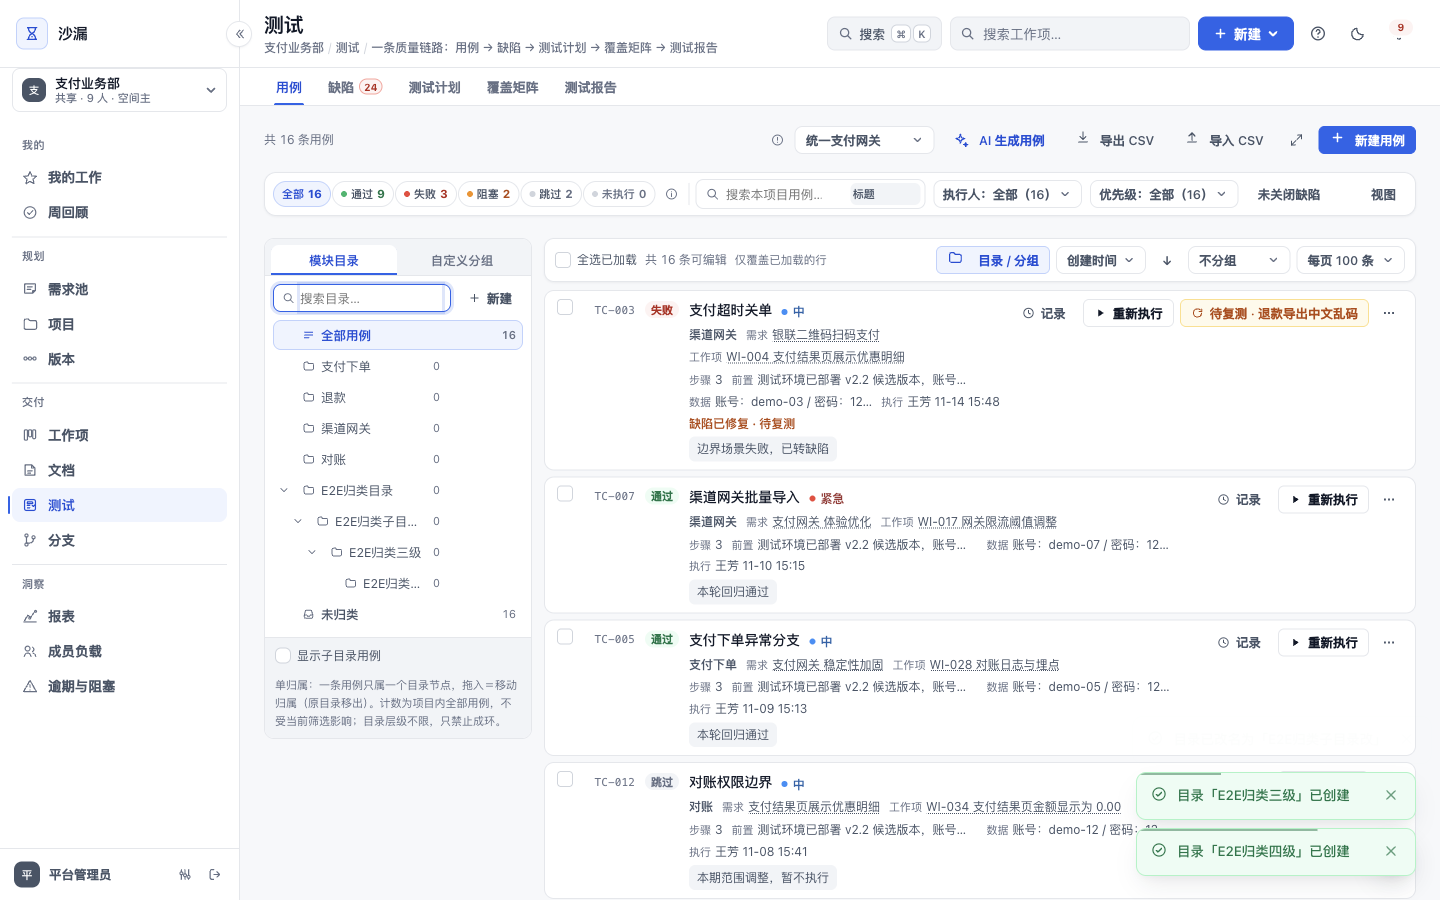 沙漏
支
支付业务部
共享 · 9 人 · 空间主
我的
我的工作
周回顾
规划
需求池
项目
版本
交付
工作项
文档
测试
分支
洞察
报表
成员负载
逾期与阻塞
平
平台管理员
测试
支付业务部 / 测试 / 一条质量链路：用例 → 缺陷 → 测试计划 → 覆盖矩阵 → 测试报告
搜索 ⌘ K
搜索工作项...
新建
9
用例
缺陷 24
测试计划
覆盖矩阵
测试报告
共 16 条用例
统一支付网关
AI 生成用例
导出 CSV
导入 CSV
新建用例
全部 16
通过 9
失败 3
阻塞 2
跳过 2
未执行 0
搜索本项目用例...
标题
执行人：全部（16）
优先级：全部（16）
未关闭缺陷
视图
模块目录
自定义分组
搜索目录...
新建
全部用例 16
支付下单 0
退款 0
渠道网关 0
对账 0
E2E归类目录 0
E2E归类子目... 0
E2E归类三级 0
E2E归类... 0
未归类 16
显示子目录用例
单归属：一条用例只属一个目录节点，拖入＝移动
归属（原目录移出）。计数为项目内全部用例，不
受当前筛选影响；目录层级不限，只禁止成环。
全选已加载 共 16 条可编辑 仅覆盖已加载的行
目录 / 分组
创建时间
不分组
每页 100 条
TC-003 失败 支付超时关单 中
记录
重新执行
待复测 · 退款导出中文乱码
渠道网关 需求 银联二维码扫码支付
工作项 WI-004 支付结果页展示优惠明细
步骤 3 前置 测试环境已部署 v2.2 候选版本，账号...
数据 账号：demo-03 / 密码：12... 执行 王芳 11-14 15:48
缺陷已修复 · 待复测
边界场景失败，已转缺陷
TC-007 通过 渠道网关批量导入 紧急
记录
重新执行
渠道网关 需求 支付网关 体验优化 工作项 WI-017 网关限流阈值调整
步骤 3 前置 测试环境已部署 v2.2 候选版本，账号... 数据 账号：demo-07 / 密码：12...
执行 王芳 11-10 15:15
本轮回归通过
TC-005 通过 支付下单异常分支 中
记录
重新执行
支付下单 需求 支付网关 稳定性加固 工作项 WI-028 对账日志与埋点
步骤 3 前置 测试环境已部署 v2.2 候选版本，账号... 数据 账号：demo-05 / 密码：12...
执行 王芳 11-09 15:13
本轮回归通过
TC-012 跳过 对账权限边界 中
对账 需求 支付结果页展示优惠明细 工作项 WI-034 支付结果页金额显示为 0.00
步骤 3 前置 测试环境已部署 v2.2 候选版本，账号... 数据 账号：demo-12 / 密码：12...
执行 王芳 11-08 15:41
本期范围调整，暂不执行
目录「E2E归类三级」已创建
目录「E2E归类四级」已创建